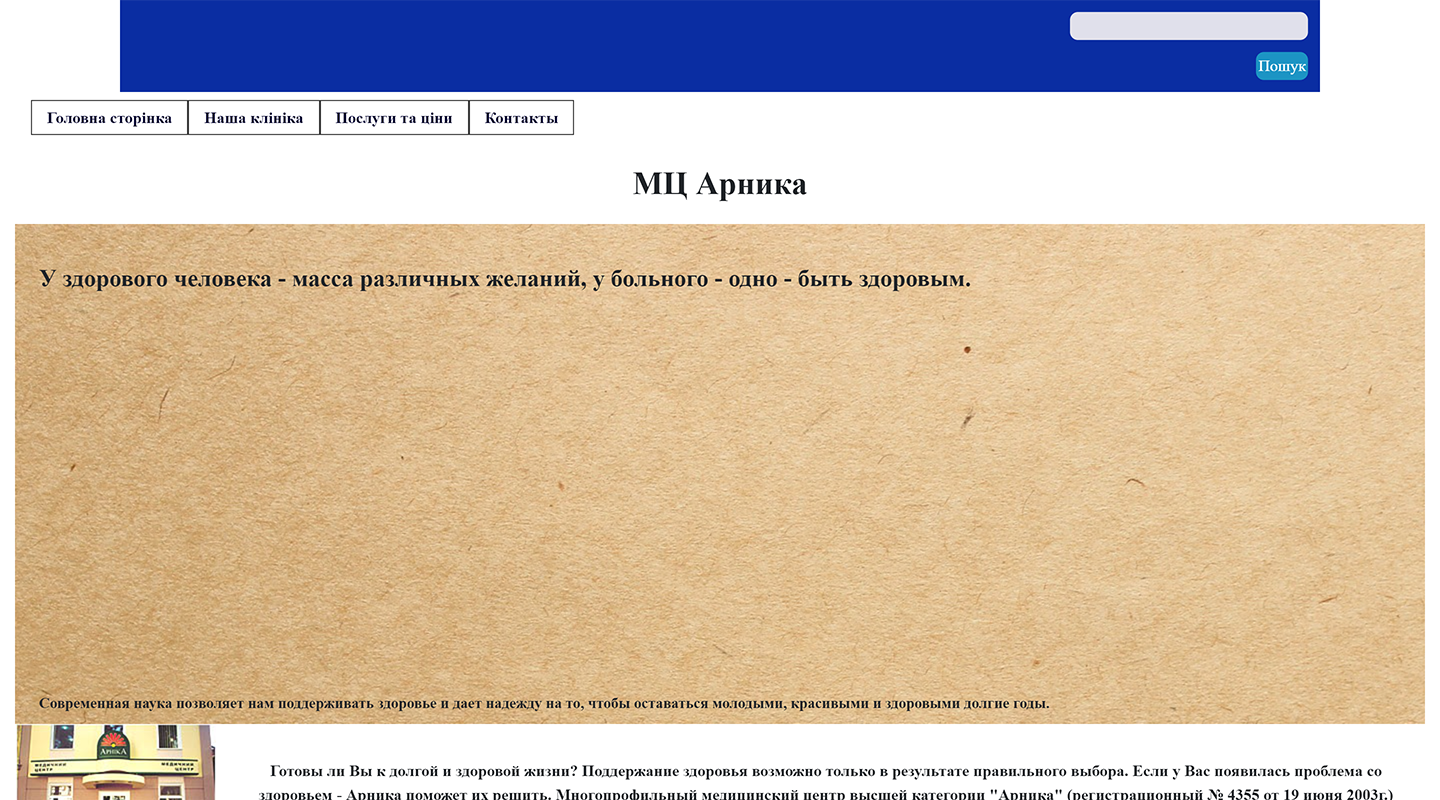 Пошук
Головна сторінка
Наша клініка
Послуги та ціни
Контакты
МЦ Арника
У здорового человека - масса различных желаний, у больного - одно - быть здоровым.
Современная наука позволяет нам поддерживать здоровье и дает надежду на то, чтобы оставаться молодыми, красивыми и здоровыми долгие годы.
АРНІКА
МЕДИЧНИЙ ЦЕНТР
МЕДИЧНИЙ ЦЕНТР
Готовы ли Вы к долгой и здоровой жизни? Поддержание здоровья возможно только в результате правильного выбора. Если у Вас появилась проблема со
здоровьем - Арника поможет их решить. Многопрофильный медицинский центр высшей категории "Арника" (регистрационный № 4355 от 19 июня 2003г.)